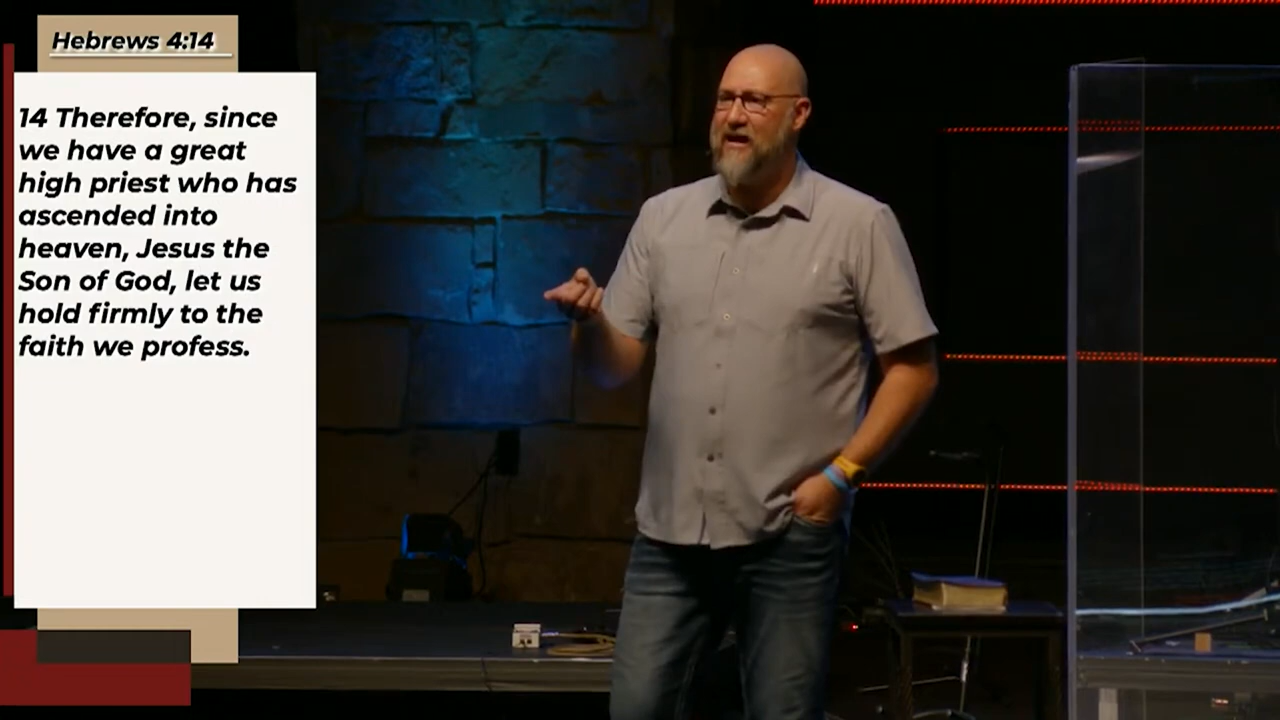 Hebrews 4:14
14 Therefore, since
we have a great
high priest who has
ascended into
heaven, Jesus the
Son of God, let us
hold firmly to the
faith we profess.